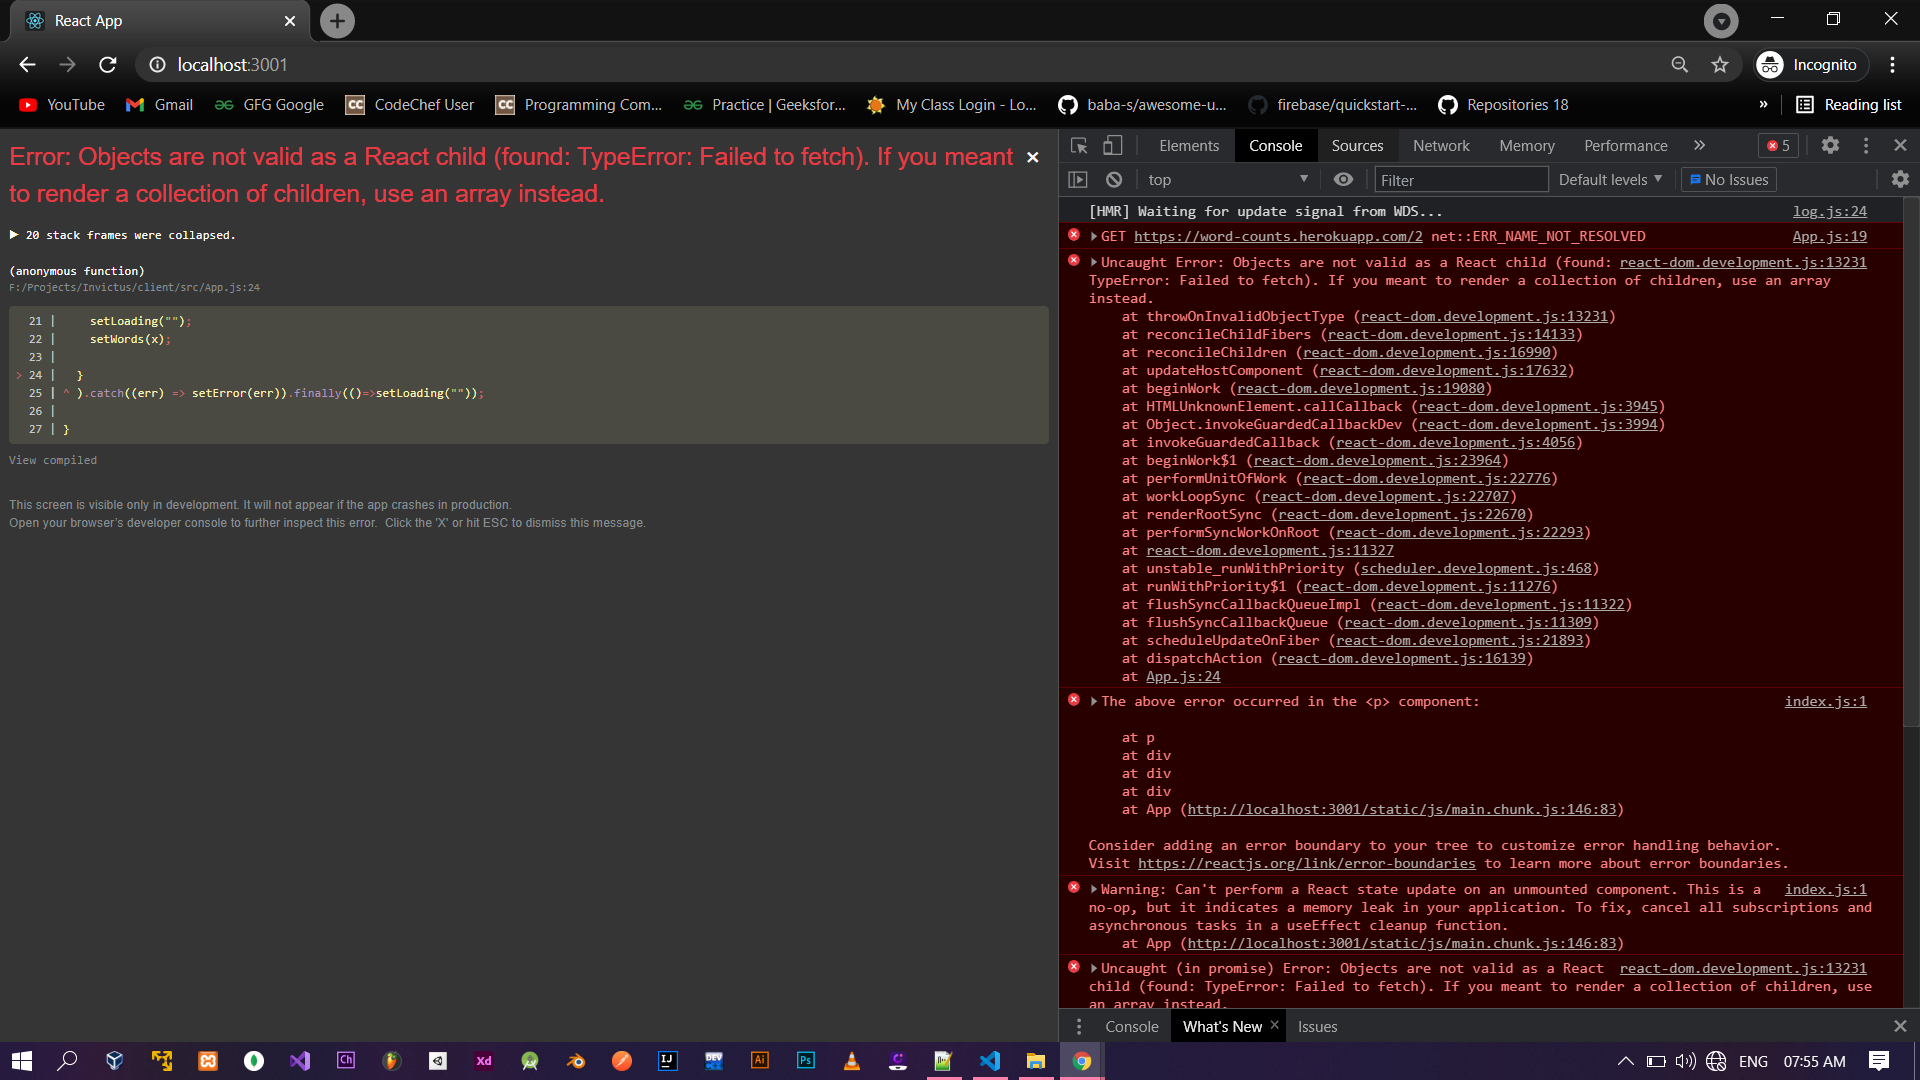 React App
localhost:3001
Incognito
YouTube
Gmail
GFG Google
CodeChef User
Programming Com...
Practice | Geeksfor...
My Class Login - Lo...
baba-s/awesome-u...
firebase/quickstart-...
Repositories 18
»
Reading list
Error: Objects are not valid as a React child (found: TypeError: Failed to fetch). If you meant
to render a collection of children, use an array instead.
▶ 20 stack frames were collapsed.
(anonymous function)
F:/Projects/Invictus/client/src/App.js:24
21 | setLoading("");
22 | setWords(x);
23 |
> 24 | }
25 | ^ ).catch((err) => setError(err)).finally(()=>setLoading(""));
26 |
27 | }
View compiled
This screen is visible only in development. It will not appear if the app crashes in production.
Open your browser's developer console to further inspect this error. Click the 'X' or hit ESC to dismiss this message.
Elements
Console
Sources
Network
Memory
Performance
»
5
top
Filter
Default levels
No Issues
[HMR] Waiting for update signal from WDS... log.js:24
GET https://word-counts.herokuapp.com/2 net::ERR_NAME_NOT_RESOLVED App.js:19
Uncaught Error: Objects are not valid as a React child (found: react-dom.development.js:13231
TypeError: Failed to fetch). If you meant to render a collection of children, use an array
instead.
at throwOnInvalidObjectType (react-dom.development.js:13231)
at reconcileChildFibers (react-dom.development.js:14133)
at reconcileChildren (react-dom.development.js:16990)
at updateHostComponent (react-dom.development.js:17632)
at beginWork (react-dom.development.js:19080)
at HTMLUnknownElement.callCallback (react-dom.development.js:3945)
at Object.invokeGuardedCallbackDev (react-dom.development.js:3994)
at invokeGuardedCallback (react-dom.development.js:4056)
at beginWork$1 (react-dom.development.js:23964)
at performUnitOfWork (react-dom.development.js:22776)
at workLoopSync (react-dom.development.js:22707)
at renderRootSync (react-dom.development.js:22670)
at performSyncWorkOnRoot (react-dom.development.js:22293)
at react-dom.development.js:11327
at unstable_runWithPriority (scheduler.development.js:468)
at runWithPriority$1 (react-dom.development.js:11276)
at flushSyncCallbackQueueImpl (react-dom.development.js:11322)
at flushSyncCallbackQueue (react-dom.development.js:11309)
at scheduleUpdateOnFiber (react-dom.development.js:21893)
at dispatchAction (react-dom.development.js:16139)
at App.js:24
The above error occurred in the <p> component: index.js:1
at p
at div
at div
at div
at App (http://localhost:3001/static/js/main.chunk.js:146:83)
Consider adding an error boundary to your tree to customize error handling behavior.
Visit https://reactjs.org/link/error-boundaries to learn more about error boundaries.
Warning: Can't perform a React state update on an unmounted component. This is a index.js:1
no-op, but it indicates a memory leak in your application. To fix, cancel all subscriptions and
asynchronous tasks in a useEffect cleanup function.
at App (http://localhost:3001/static/js/main.chunk.js:146:83)
Uncaught (in promise) Error: Objects are not valid as a React react-dom.development.js:13231
child (found: TypeError: Failed to fetch). If you meant to render a collection of children, use
an array instead.
Console
What's New
Issues
ENG
07:55 AM